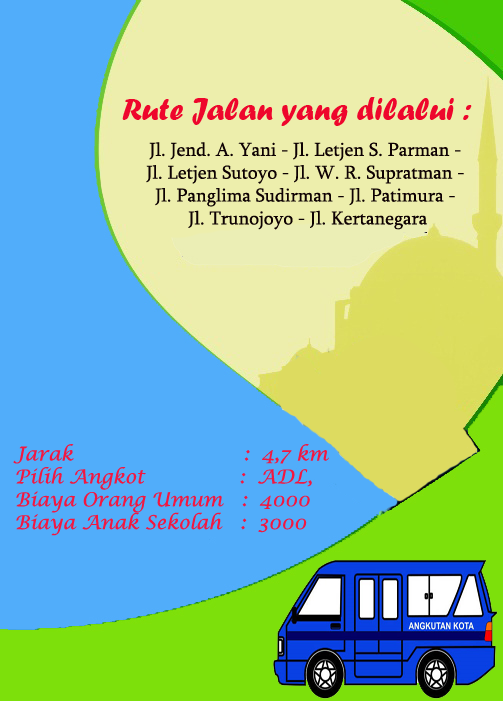 Rute Jalan yang dilalui :
Jl. Jend. A. Yani - Jl. Letjen S. Parman -
Jl. Letjen Sutoyo - Jl. W. R. Supratman -
Jl. Panglima Sudirman - Jl. Patimura -
Jl. Trunojoyo - Jl. Kertanegara
Jarak : 4,7 km
Pilih Angkot : ADL,
Biaya Orang Umum : 4000
Biaya Anak Sekolah : 3000
ANGKUTAN KOTA